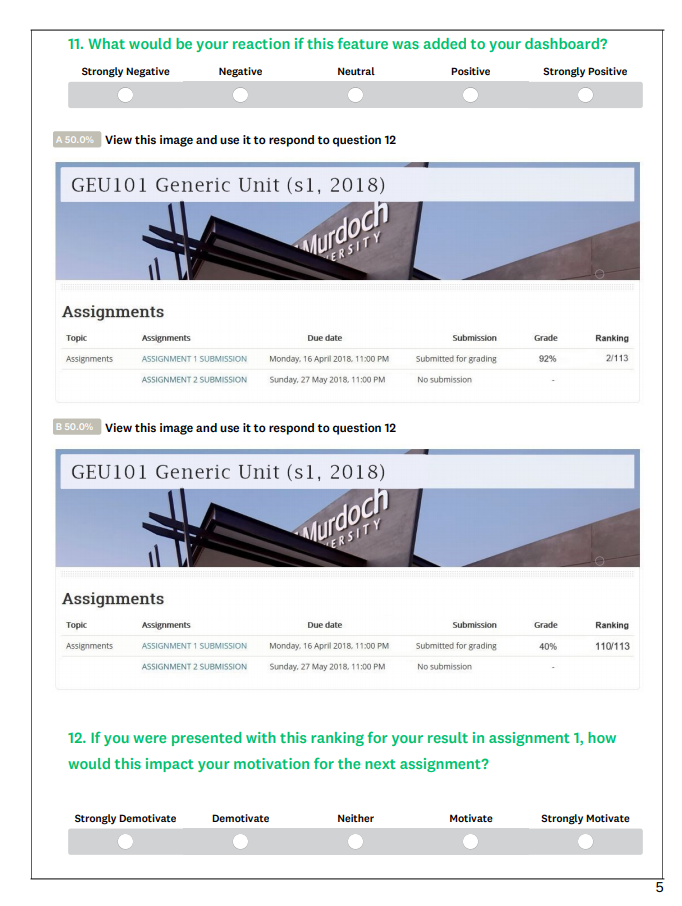 11. What would be your reaction if this feature was added to your dashboard?
Strongly Negative Negative Neutral Positive Strongly Positive
A 50.0% View this image and use it to respond to question 12
GEU101 Generic Unit (s1, 2018)
Murdoch
ERSITY
Assignments
Topic Assignments Due date Submission Grade Ranking
Assignments ASSIGNMENT 1 SUBMISSION Monday, 16 April 2018, 11:00 PM Submitted for grading 92% 2/113
ASSIGNMENT 2 SUBMISSION Sunday, 27 May 2018, 11:00 PM No submission -
B 50.0% View this image and use it to respond to question 12
GEU101 Generic Unit (s1, 2018)
Murdoch
ERSITY
Assignments
Topic Assignments Due date Submission Grade Ranking
Assignments ASSIGNMENT 1 SUBMISSION Monday, 16 April 2018, 11:00 PM Submitted for grading 40% 110/113
ASSIGNMENT 2 SUBMISSION Sunday, 27 May 2018, 11:00 PM No submission -
12. If you were presented with this ranking for your result in assignment 1, how
would this impact your motivation for the next assignment?
Strongly Demotivate Demotivate Neither Motivate Strongly Motivate
5